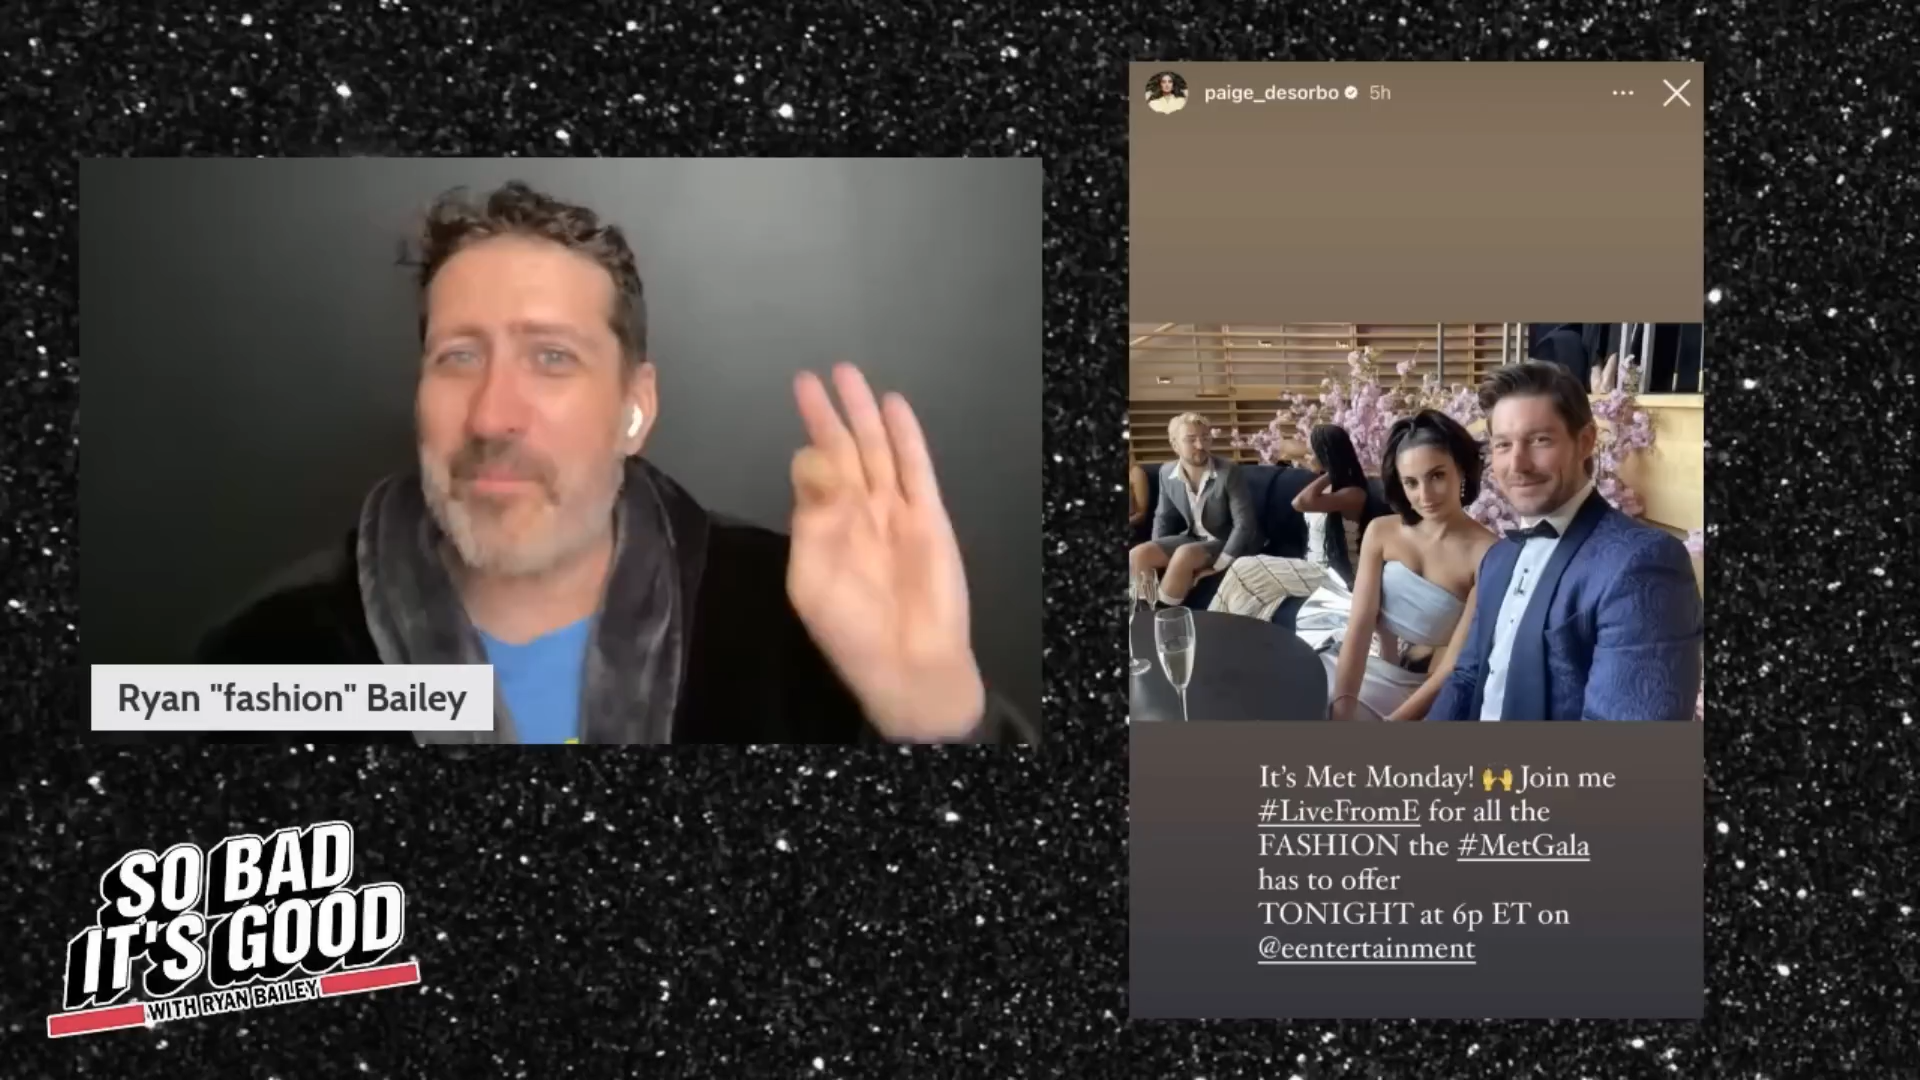 paige_desorbo 5h
Ryan "fashion" Bailey
It's Met Monday! 🙌 Join me
#LiveFromE for all the
FASHION the #MetGala
has to offer
TONIGHT at 6p ET on
@eentertainment
SO BAD
IT'S GOOD
WITH RYAN BAILEY